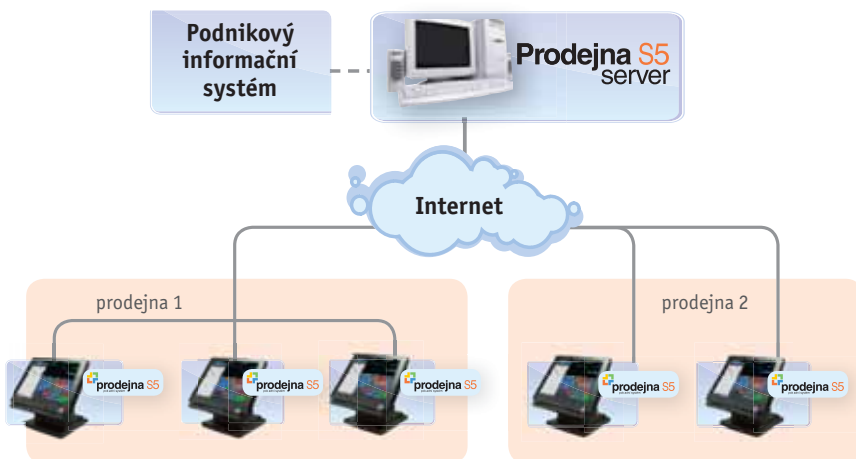 Podnikový
informační
systém
Prodejna S5
server
Internet
prodejna 1
prodejna 2
prodejna S5
prodejna S5
prodejna S5
prodejna S5
prodejna S5